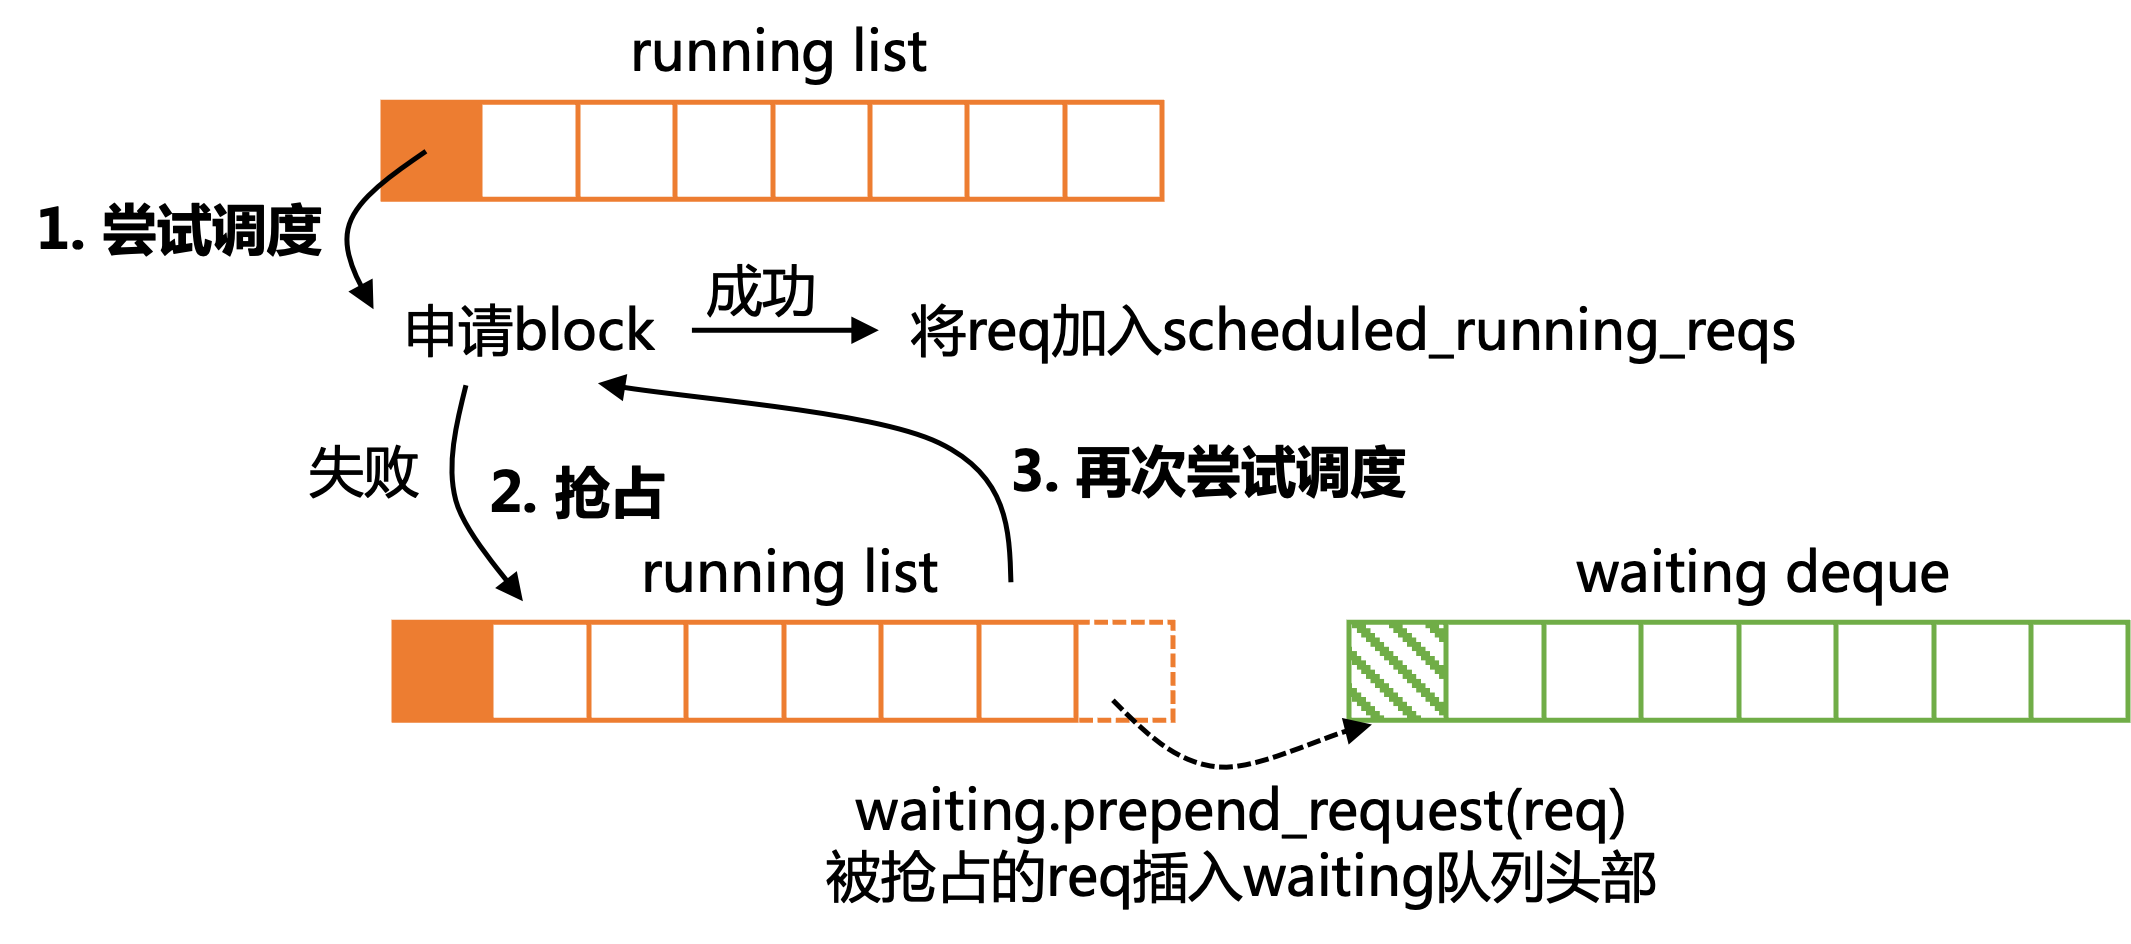 running list
1. 尝试调度
成功
申请block
将req加入scheduled_running_reqs
失败
2. 抢占
3. 再次尝试调度
running list
waiting deque
waiting.prepend_request(req)
被抢占的req插入waiting队列头部